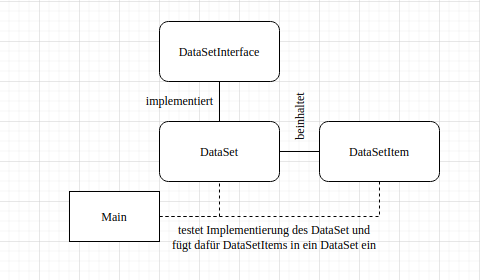 DataSetInterface
implementiert
beinhaltet
DataSet
DataSetItem
Main
testet Implementierung des DataSet und
fügt dafür DataSetItems in ein DataSet ein